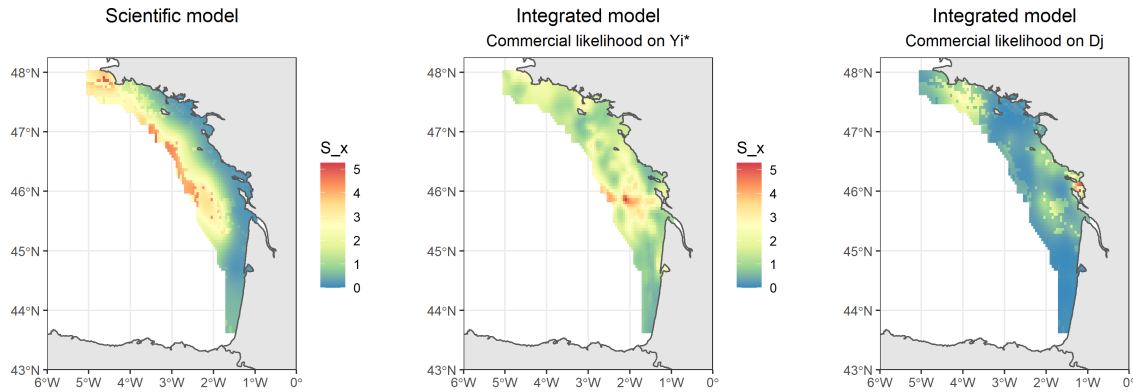 Scientific model
Integrated model
Commercial likelihood on Yi*
Integrated model
Commercial likelihood on Dj
48°N
47°N
46°N
45°N
44°N
43°N
6°W 5°W 4°W 3°W 2°W 1°W 0°
S_x
5
4
3
2
1
0
48°N
47°N
46°N
45°N
44°N
43°N
6°W 5°W 4°W 3°W 2°W 1°W 0°
S_x
5
4
3
2
1
0
48°N
47°N
46°N
45°N
44°N
43°N
6°W 5°W 4°W 3°W 2°W 1°W 0°